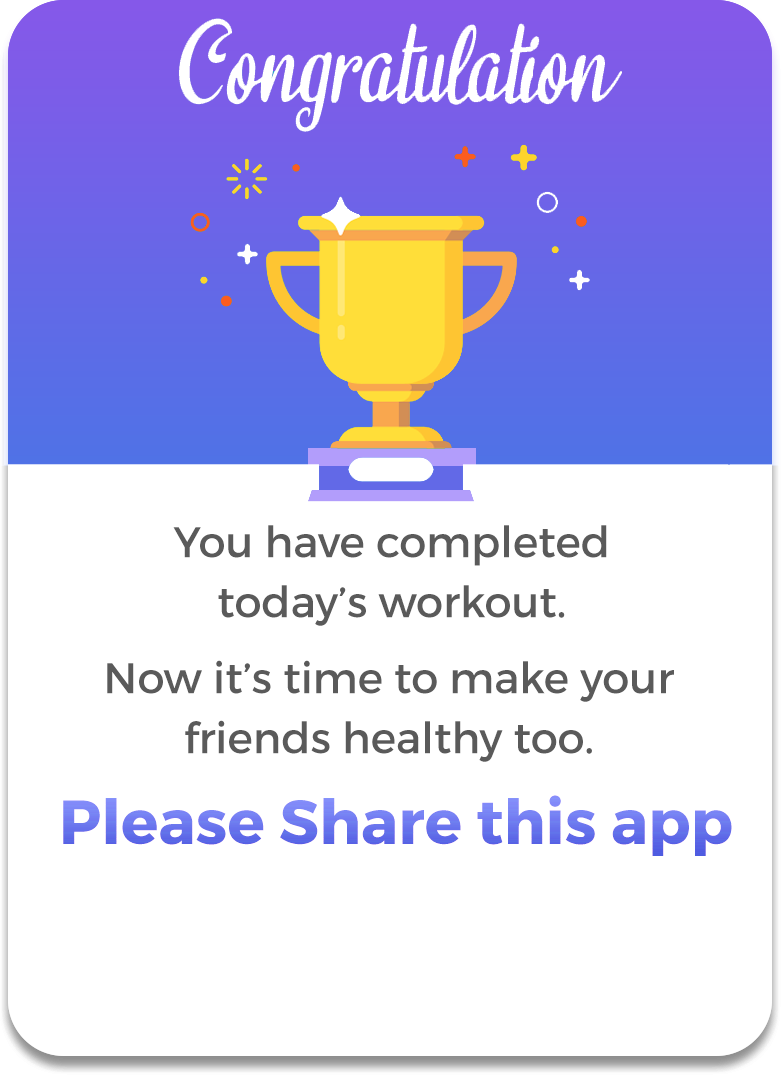 Congratulation
You have completed
today’s workout.
Now it’s time to make your
friends healthy too.
Please Share this app